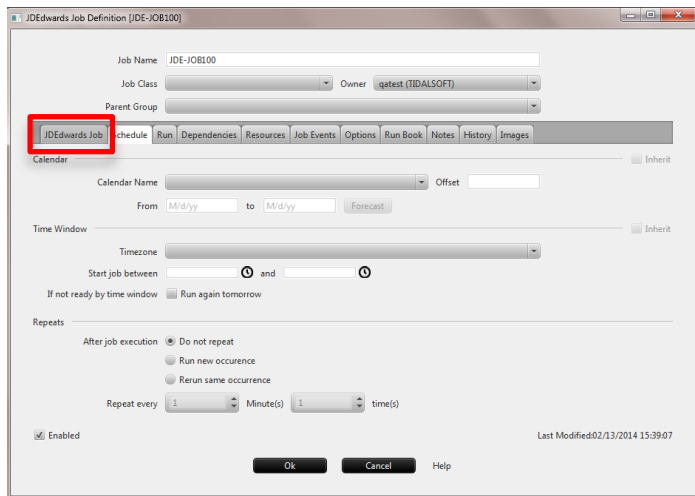 JDEdwards Job Definition [JDE-JOB100]
Job Name JDE-JOB100
Job Class Owner qatest (TIDALSOFT)
Parent Group
JDEdwards Job Schedule Run Dependencies Resources Job Events Options Run Book Notes History Images
Calendar Inherit
Calendar Name Offset
From M/d/yy to M/d/yy Forecast
Time Window Inherit
Timezone
Start job between and
If not ready by time window Run again tomorrow
Repeats
After job execution Do not repeat
Run new occurence
Rerun same occurrence
Repeat every 1 Minute(s) 1 time(s)
Enabled Last Modified:02/13/2014 15:39:07
Ok Cancel Help